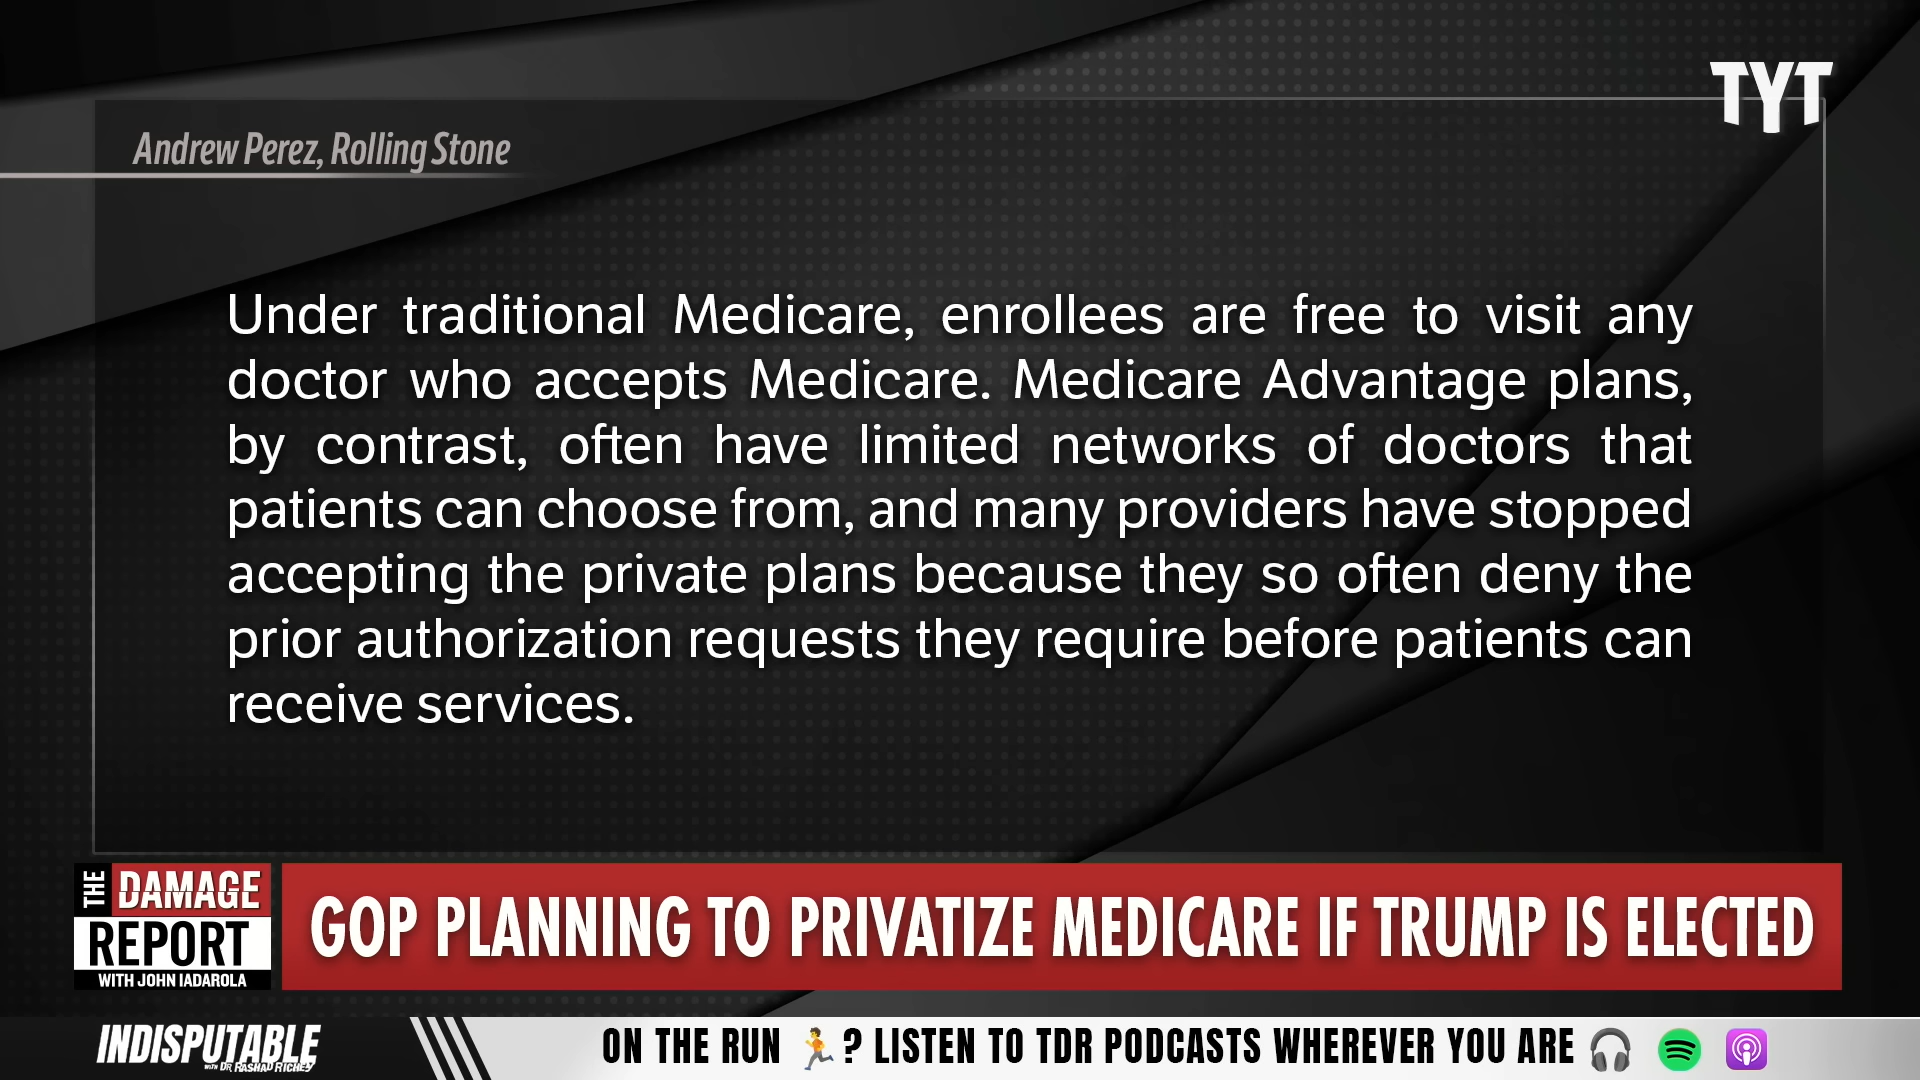 TYT
Andrew Perez, Rolling Stone
Under traditional Medicare, enrollees are free to visit any
doctor who accepts Medicare. Medicare Advantage plans,
by contrast, often have limited networks of doctors that
patients can choose from, and many providers have stopped
accepting the private plans because they so often deny the
prior authorization requests they require before patients can
receive services.
THE DAMAGE
REPORT
WITH JOHN IADAROLA
GOP PLANNING TO PRIVATIZE MEDICARE IF TRUMP IS ELECTED
INDISPUTABLE
WITH DR RASHAD RICHEY
ON THE RUN 🏃? LISTEN TO TDR PODCASTS WHEREVER YOU ARE 🎧